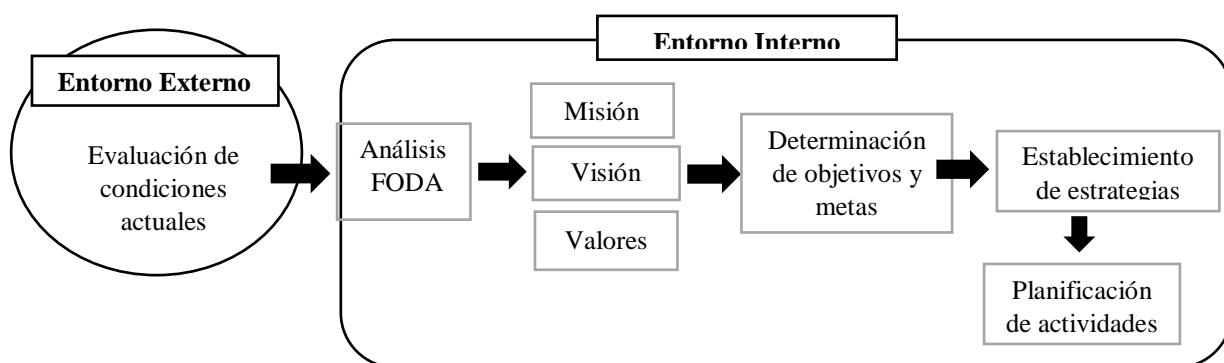 Entorno Externo
Evaluación de
condiciones
actuales
Entorno Interno
Análisis
FODA
Misión
Visión
Valores
Determinación
de objetivos y
metas
Establecimiento
de estrategias
Planificación
de actividades